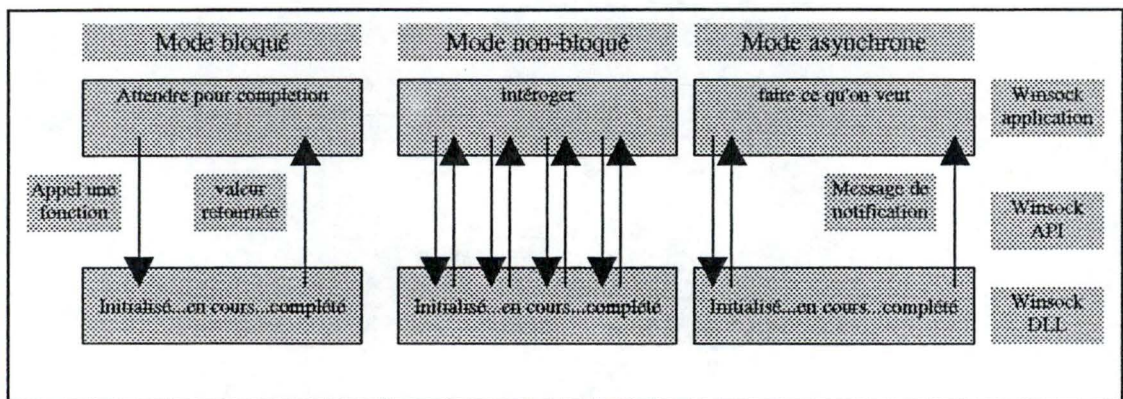 Mode bloqué
Mode non-bloqué
Mode asynchrone
Attendre pour completion
intéroger
faire ce qu'on veut
Winsock
application
Appel une
fonction
valeur
retournée
Message de
notification
Winsock
API
Initialisé...en cours...complété
Initialisé...en cours...complété
Initialisé...en cours...complété
Winsock
DLL